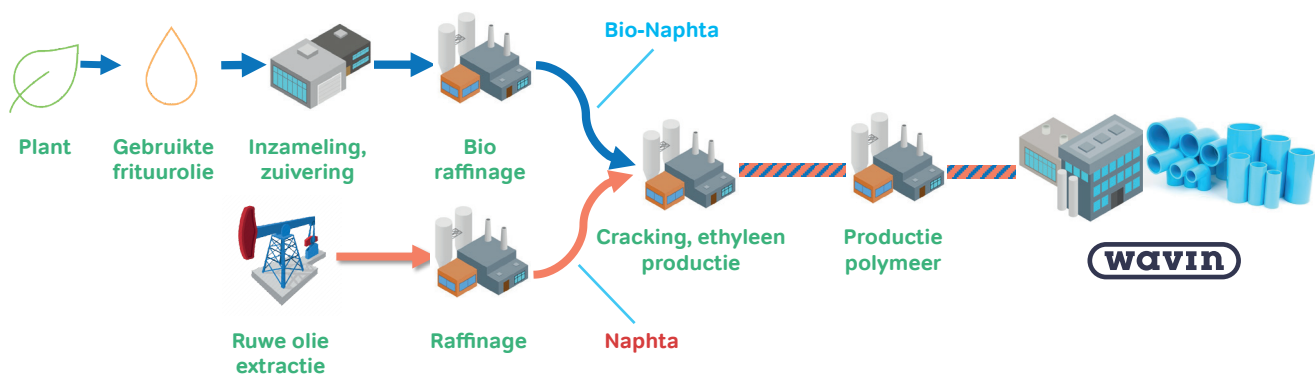 Bio-Naphta
Plant
Gebruikte
frituurolie
Inzameling,
zuivering
Bio
raffinage
Cracking, ethyleen
productie
Productie
polymeer
wavin
Ruwe olie
extractie
Raffinage
Naphta